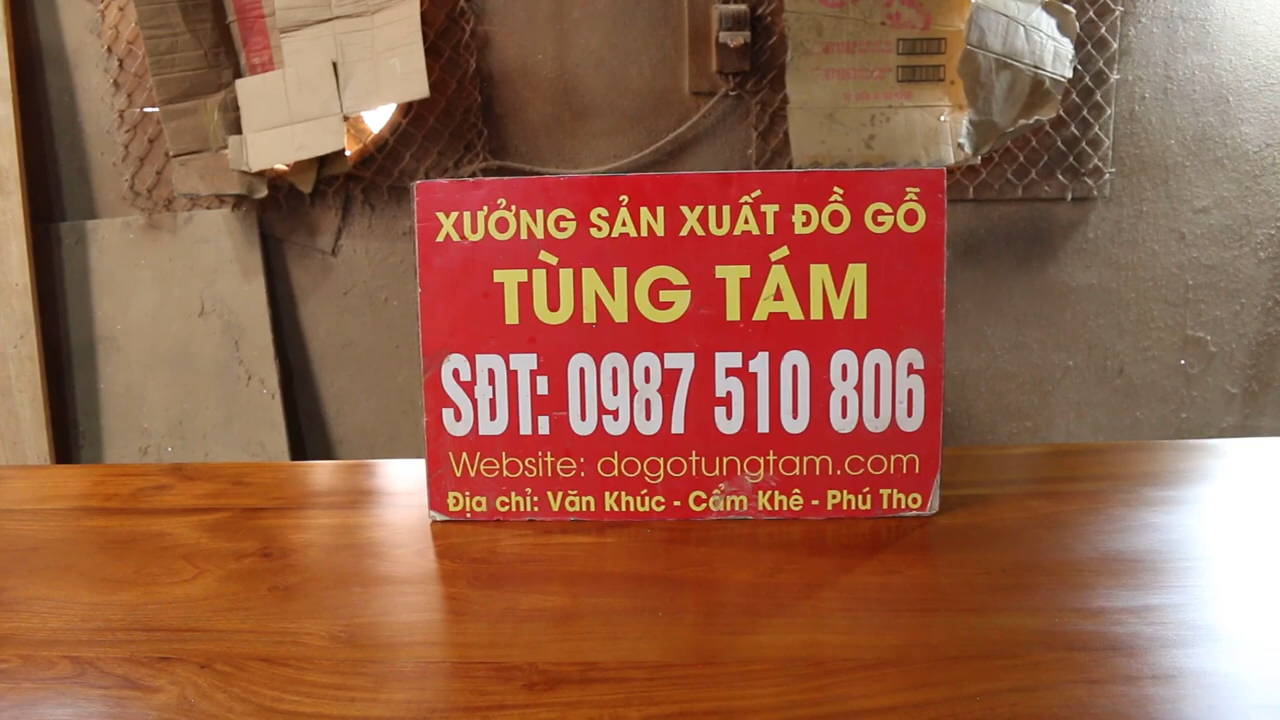 XƯỞNG SẢN XUẤT ĐỒ GỖ
TÙNG TÁM
SĐT: 0987 510 806
Website: dogotungtam.com
Địa chỉ: Văn Khúc - Cẩm Khê - Phú Thọ